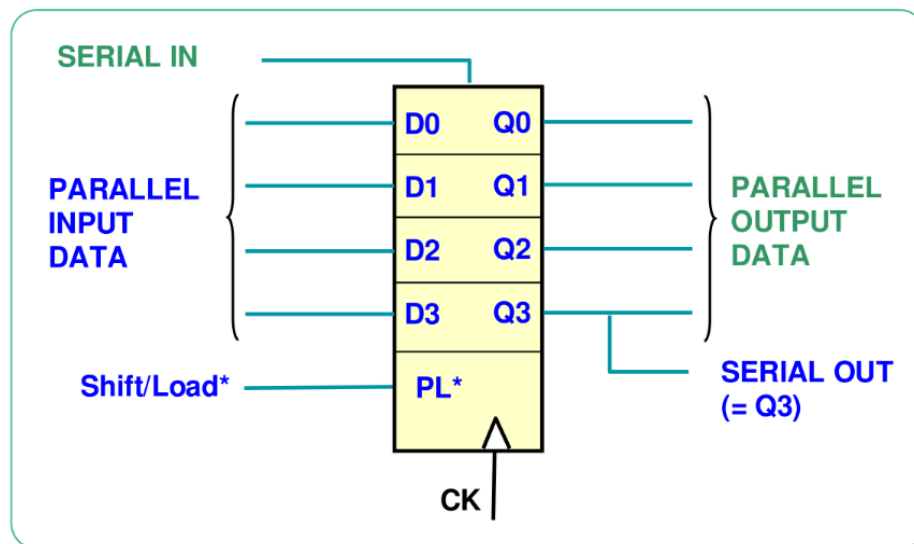 SERIAL IN
PARALLEL
INPUT
DATA
D0 Q0
D1 Q1
D2 Q2
D3 Q3
PARALLEL
OUTPUT
DATA
Shift/Load*
PL*
SERIAL OUT
(= Q3)
CK